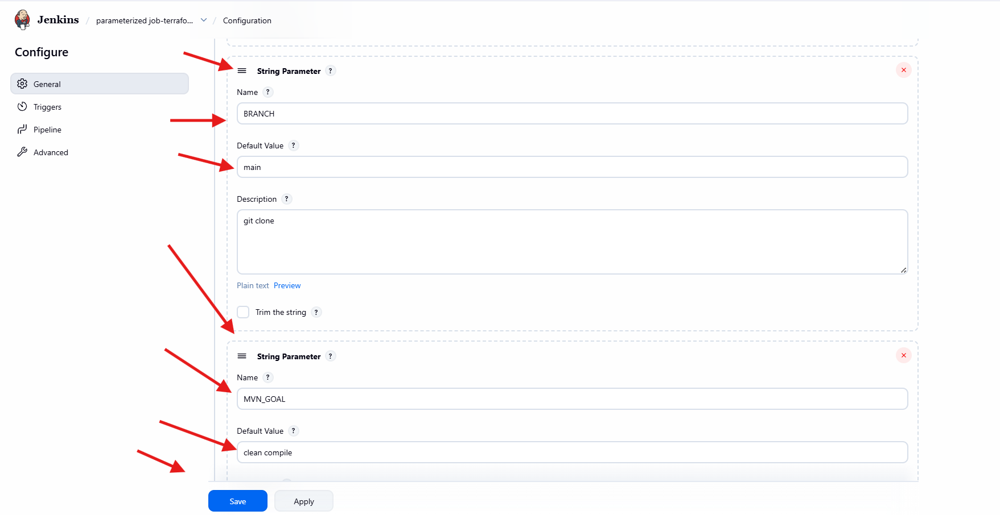 Jenkins / parameterized job-terrafo... / Configuration
Configure
General
Triggers
Pipeline
Advanced
String Parameter ?
Name ?
BRANCH
Default Value ?
main
Description ?
git clone
Plain text Preview
Trim the string ?
String Parameter ?
Name ?
MVN_GOAL
Default Value ?
clean compile
Save Apply